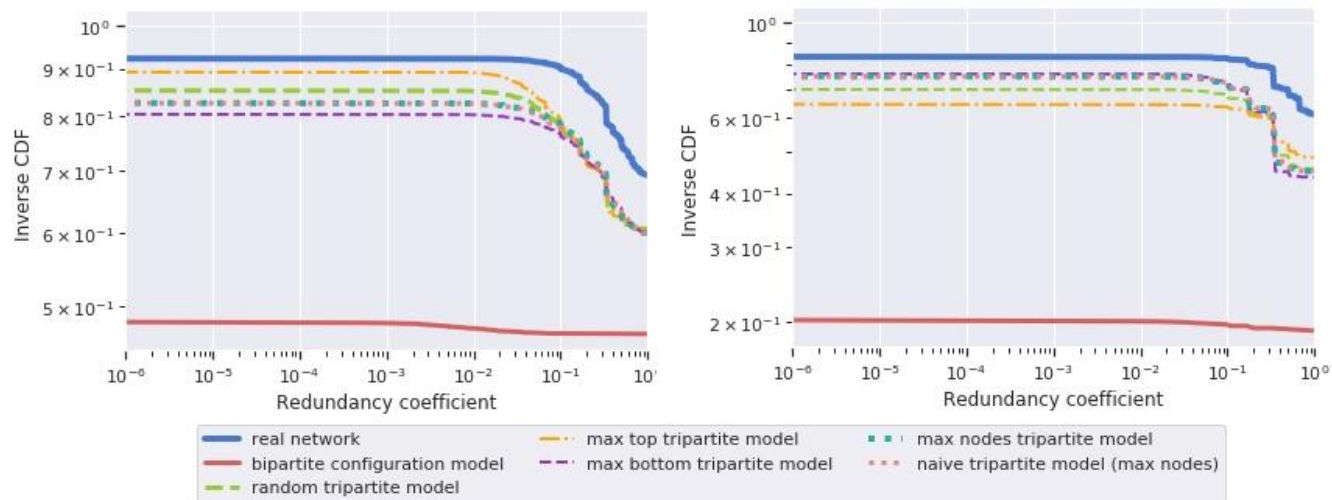 10⁰
9 × 10⁻¹
8 × 10⁻¹
7 × 10⁻¹
6 × 10⁻¹
5 × 10⁻¹
Inverse CDF
10⁻⁶ 10⁻⁵ 10⁻⁴ 10⁻³ 10⁻² 10⁻¹
Redundancy coefficient
10⁰
6 × 10⁻¹
4 × 10⁻¹
3 × 10⁻¹
2 × 10⁻¹
Inverse CDF
10⁻⁶ 10⁻⁵ 10⁻⁴ 10⁻³ 10⁻² 10⁻¹ 10⁰
Redundancy coefficient
real network
bipartite configuration model
random tripartite model
max top tripartite model
max bottom tripartite model
max nodes tripartite model
naive tripartite model (max nodes)